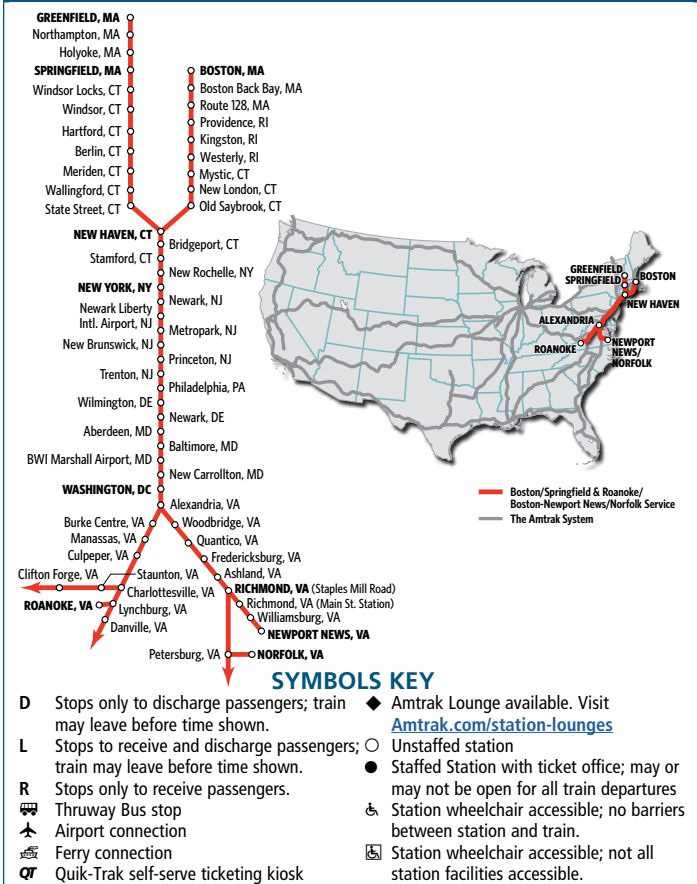 GREENFIELD, MA
Northampton, MA
Holyoke, MA
SPRINGFIELD, MA
Windsor Locks, CT
Windsor, CT
Hartford, CT
Berlin, CT
Meriden, CT
Wallingford, CT
State Street, CT
BOSTON, MA
Boston Back Bay, MA
Route 128, MA
Providence, RI
Kingston, RI
Westerly, RI
Mystic, CT
New London, CT
Old Saybrook, CT
NEW HAVEN, CT
Bridgeport, CT
Stamford, CT
New Rochelle, NY
NEW YORK, NY
Newark, NJ
Newark Liberty
Intl. Airport, NJ
Metropark, NJ
New Brunswick, NJ
Princeton, NJ
Trenton, NJ
Philadelphia, PA
Wilmington, DE
Newark, DE
Aberdeen, MD
Baltimore, MD
BWI Marshall Airport, MD
New Carrollton, MD
WASHINGTON, DC
Alexandria, VA
Burke Centre, VA
Manassas, VA
Culpeper, VA
Clifton Forge, VA
Staunton, VA
Charlottesville, VA
ROANOKE, VA
Lynchburg, VA
Danville, VA
Woodbridge, VA
Quantico, VA
Fredericksburg, VA
Ashland, VA
RICHMOND, VA (Staples Mill Road)
Richmond, VA (Main St. Station)
Williamsburg, VA
NEWPORT NEWS, VA
Petersburg, VA
NORFOLK, VA
GREENFIELD
SPRINGFIELD
BOSTON
NEW HAVEN
ALEXANDRIA
ROANOKE
NEWPORT
NEWS/
NORFOLK
Boston/Springfield & Roanoke/
Boston-Newport News/Norfolk Service
The Amtrak System
SYMBOLS KEY
D Stops only to discharge passengers; train
may leave before time shown.
L Stops to receive and discharge passengers;
train may leave before time shown.
R Stops only to receive passengers.
Thruway Bus stop
Airport connection
Ferry connection
QT Quik-Trak self-serve ticketing kiosk
◆ Amtrak Lounge available. Visit
Amtrak.com/station-lounges
○ Unstaffed station
● Staffed Station with ticket office; may or
may not be open for all train departures
Station wheelchair accessible; no barriers
between station and train.
Station wheelchair accessible; not all
station facilities accessible.